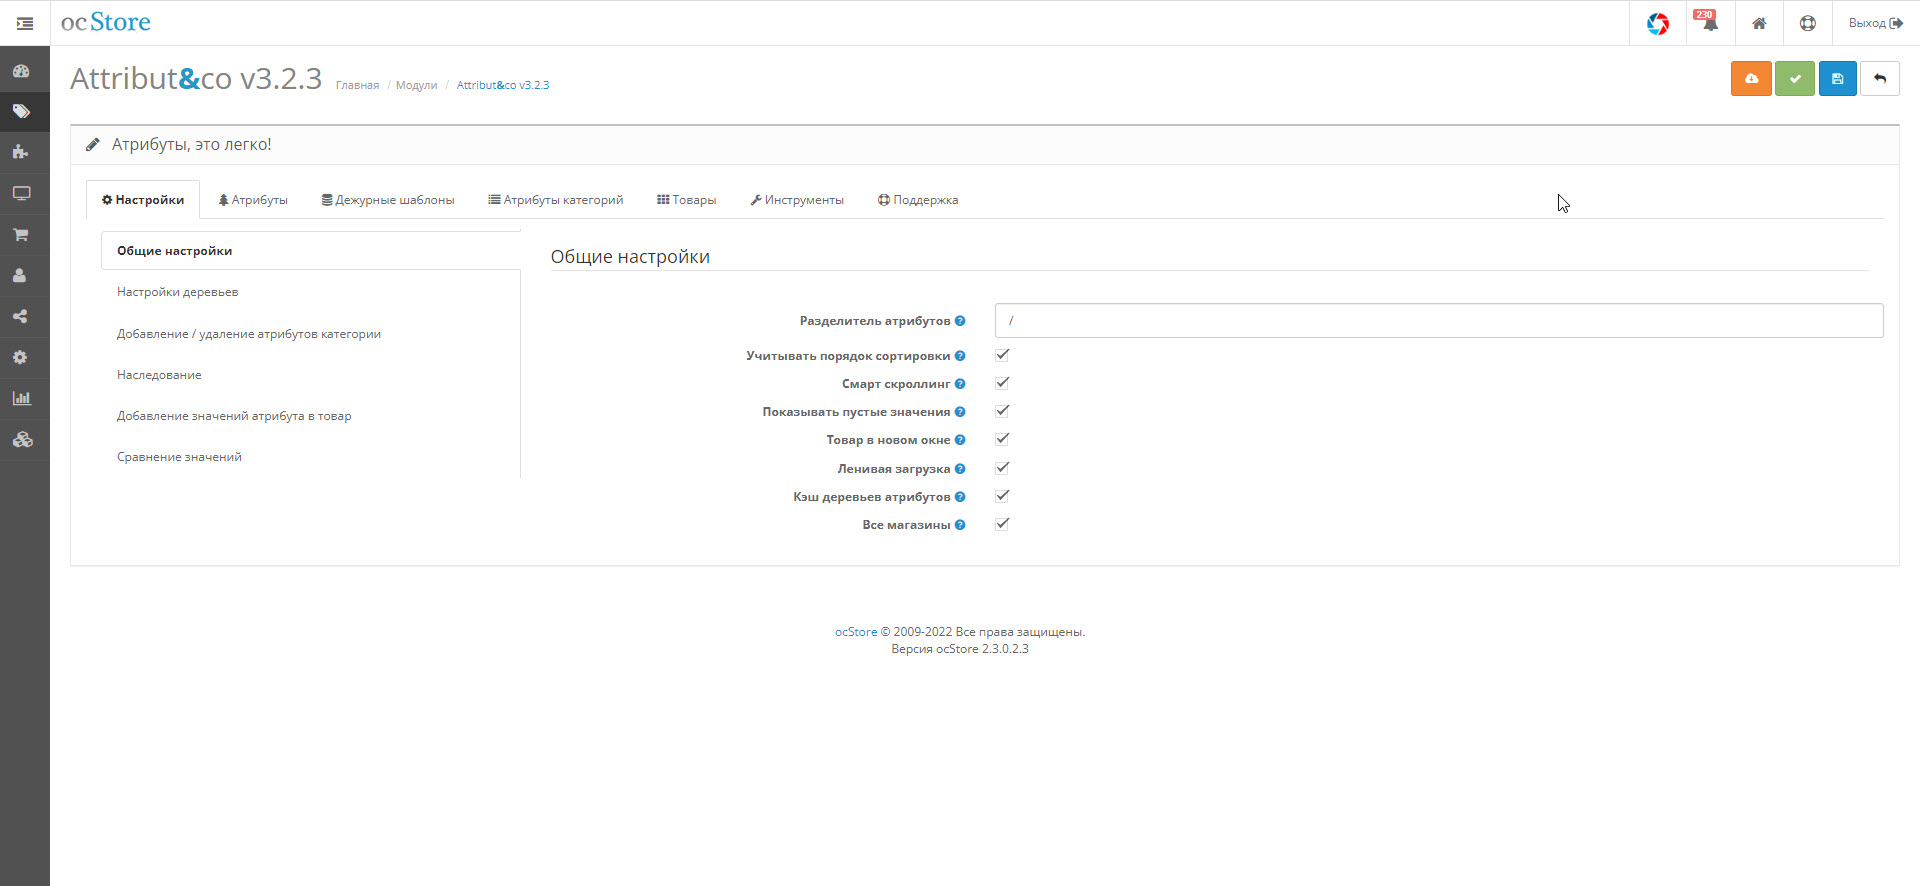 ocStore
230
Выход
Attribut&co v3.2.3
Главная / Модули / Attribut&co v3.2.3
Атрибуты, это легко!
Настройки
Атрибуты
Дежурные шаблоны
Атрибуты категорий
Товары
Инструменты
Поддержка
Общие настройки
Настройки деревьев
Добавление / удаление атрибутов категории
Наследование
Добавление значений атрибута в товар
Сравнение значений
Общие настройки
Разделитель атрибутов
/
Учитывать порядок сортировки
Смарт скроллинг
Показывать пустые значения
Товар в новом окне
Ленивая загрузка
Кэш деревьев атрибутов
Все магазины
ocStore © 2009-2022 Все права защищены.
Версия ocStore 2.3.0.2.3